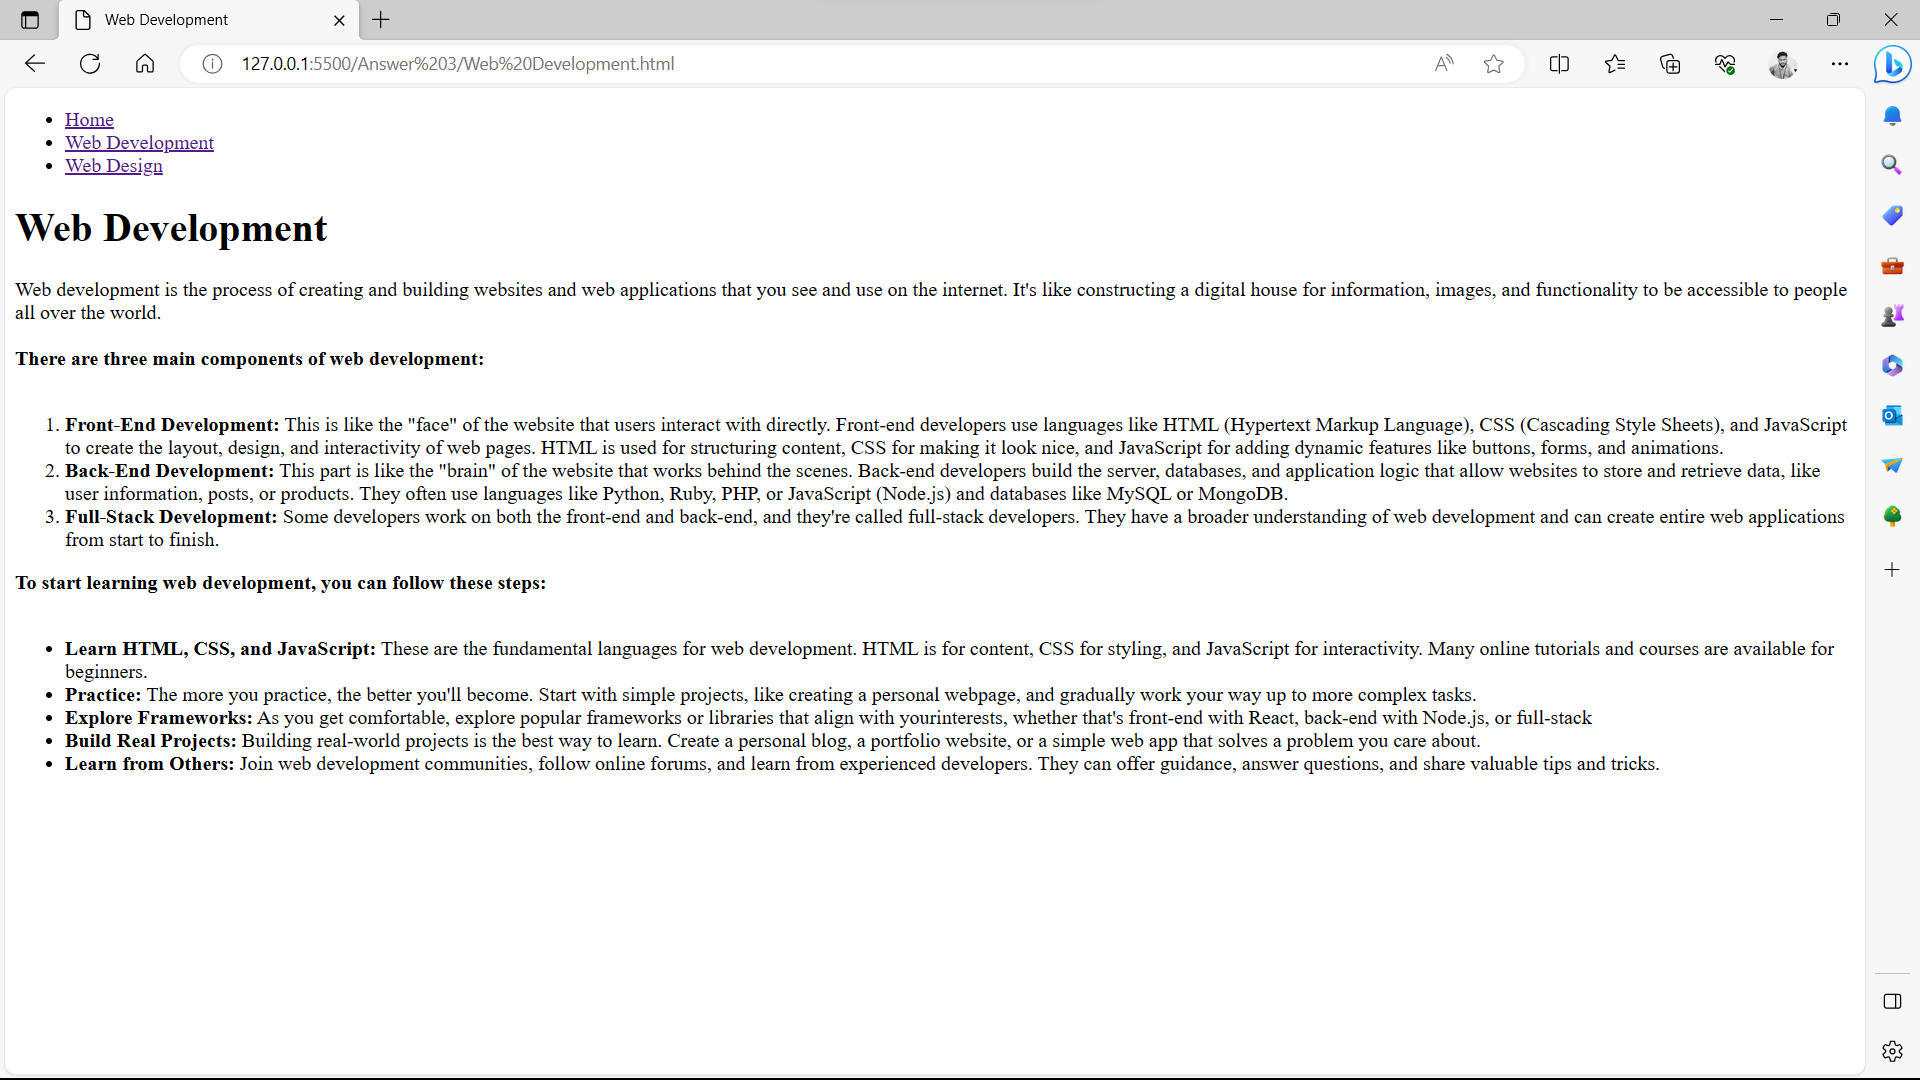 Web Development
127.0.0.1:5500/Answer%203/Web%20Development.html
• Home
• Web Development
• Web Design
Web Development
Web development is the process of creating and building websites and web applications that you see and use on the internet. It's like constructing a digital house for information, images, and functionality to be accessible to people
all over the world.
There are three main components of web development:
1. Front-End Development: This is like the "face" of the website that users interact with directly. Front-end developers use languages like HTML (Hypertext Markup Language), CSS (Cascading Style Sheets), and JavaScript
to create the layout, design, and interactivity of web pages. HTML is used for structuring content, CSS for making it look nice, and JavaScript for adding dynamic features like buttons, forms, and animations.
2. Back-End Development: This part is like the "brain" of the website that works behind the scenes. Back-end developers build the server, databases, and application logic that allow websites to store and retrieve data, like
user information, posts, or products. They often use languages like Python, Ruby, PHP, or JavaScript (Node.js) and databases like MySQL or MongoDB.
3. Full-Stack Development: Some developers work on both the front-end and back-end, and they're called full-stack developers. They have a broader understanding of web development and can create entire web applications
from start to finish.
To start learning web development, you can follow these steps:
• Learn HTML, CSS, and JavaScript: These are the fundamental languages for web development. HTML is for content, CSS for styling, and JavaScript for interactivity. Many online tutorials and courses are available for
beginners.
• Practice: The more you practice, the better you'll become. Start with simple projects, like creating a personal webpage, and gradually work your way up to more complex tasks.
• Explore Frameworks: As you get comfortable, explore popular frameworks or libraries that align with yourinterests, whether that's front-end with React, back-end with Node.js, or full-stack
• Build Real Projects: Building real-world projects is the best way to learn. Create a personal blog, a portfolio website, or a simple web app that solves a problem you care about.
• Learn from Others: Join web development communities, follow online forums, and learn from experienced developers. They can offer guidance, answer questions, and share valuable tips and tricks.